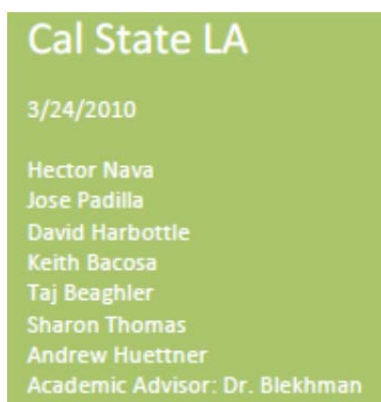 Cal State LA
3/24/2010
Hector Nava
Jose Padilla
David Harbottle
Keith Bacosa
Taj Beaghler
Sharon Thomas
Andrew Huettner
Academic Advisor: Dr. Blekhman